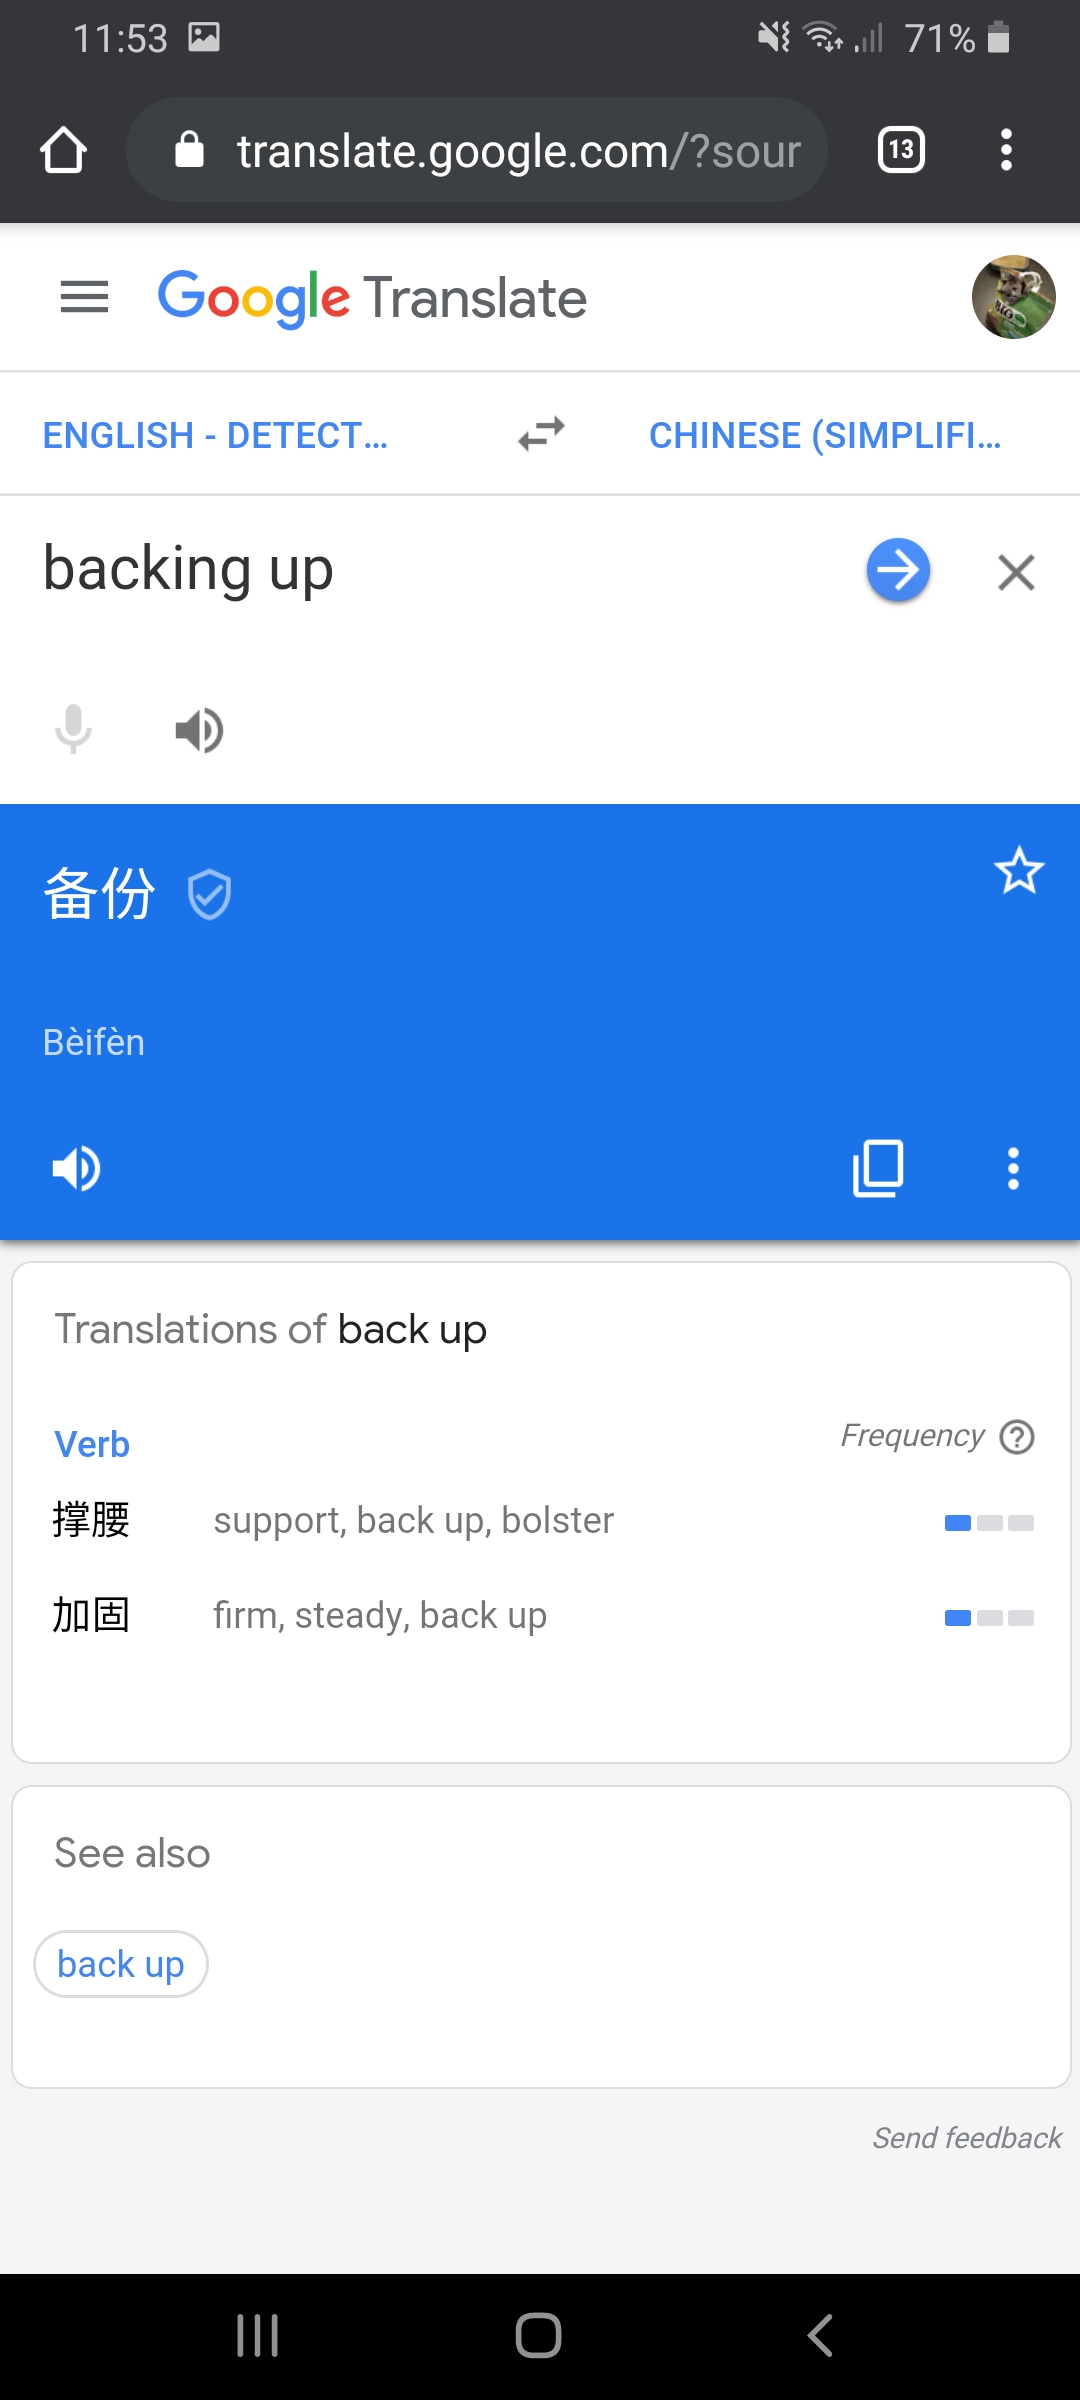 11:53 71%
translate.google.com/?sour 13
Google Translate
ENGLISH - DETECT... CHINESE (SIMPLIFI...
backing up
备份
Bèifèn
Translations of back up
Verb Frequency
撑腰 support, back up, bolster
加固 firm, steady, back up
See also
back up
Send feedback